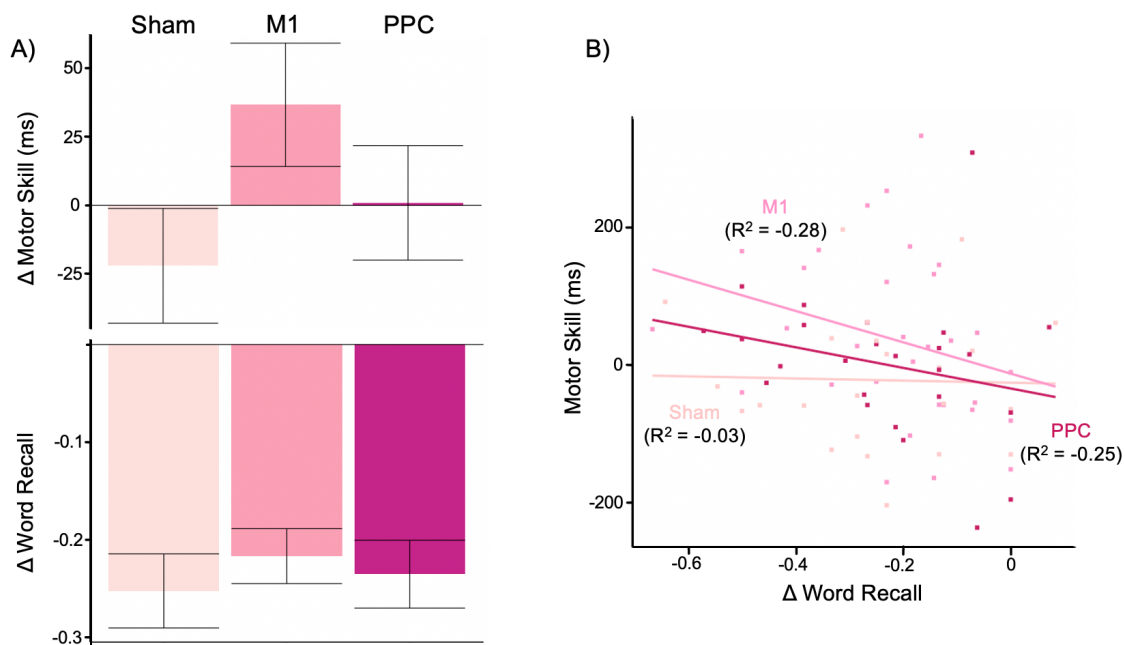 Sham M1 PPC
A)
50
25
0
-25
Δ Motor Skill (ms)
-0.1
-0.2
-0.3
Δ Word Recall
B)
200
0
-200
Motor Skill (ms)
M1
(R² = -0.28)
Sham
(R² = -0.03)
PPC
(R² = -0.25)
-0.6 -0.4 -0.2 0
Δ Word Recall